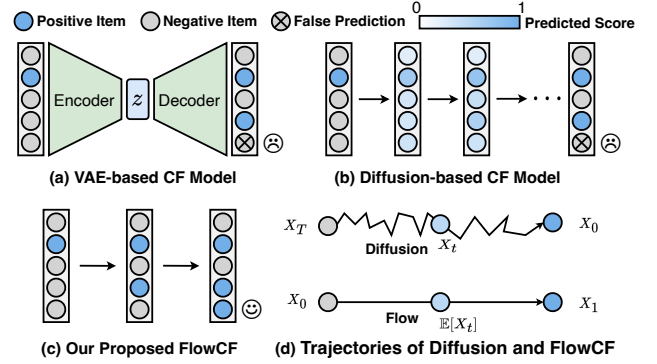 Positive Item Negative Item False Prediction 0 1 Predicted Score
Encoder z Decoder
(a) VAE-based CF Model
(b) Diffusion-based CF Model
X_T Diffusion X_t X_0
X_0 Flow 𝔼[X_t] X_1
(c) Our Proposed FlowCF
(d) Trajectories of Diffusion and FlowCF